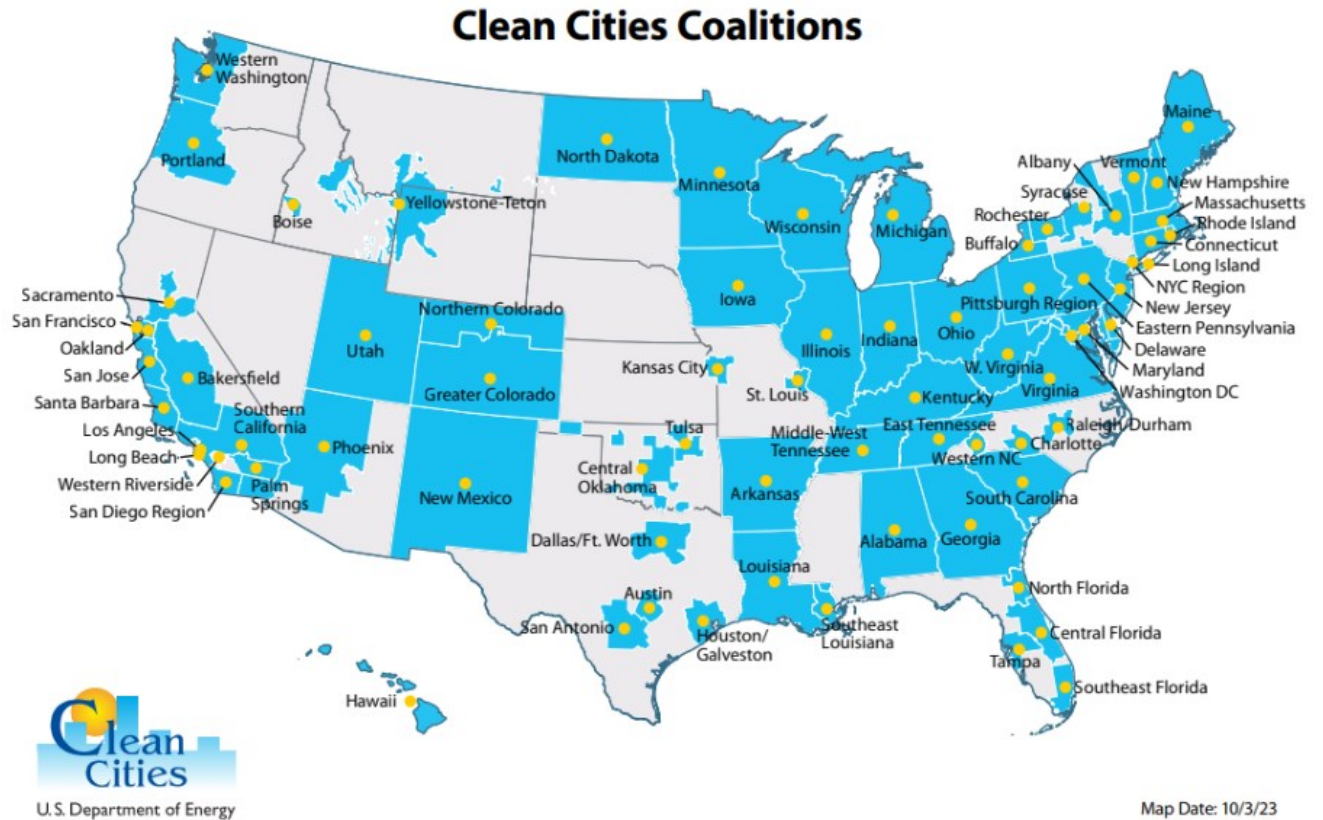 Clean Cities Coalitions
Western
Washington
Portland
Boise
Yellowstone-Teton
North Dakota
Minnesota
Wisconsin
Michigan
Iowa
Illinois
Indiana
Ohio
Pittsburgh Region
W. Virginia
Virginia
Kentucky
Maine
Albany
Vermont
Syracuse
Rochester
Buffalo
New Hampshire
Massachusetts
Rhode Island
Connecticut
Long Island
NYC Region
New Jersey
Eastern Pennsylvania
Delaware
Maryland
Washington DC
Sacramento
San Francisco
Oakland
San Jose
Santa Barbara
Los Angeles
Long Beach
Western Riverside
San Diego Region
Bakersfield
Southern
California
Palm
Springs
Utah
Northern Colorado
Greater Colorado
Phoenix
New Mexico
Kansas City
St. Louis
Tulsa
Central
Oklahoma
Middle-West
Tennessee
East Tennessee
Western NC
Raleigh Durham
Charlotte
Arkansas
South Carolina
Dallas/Ft. Worth
Louisiana
Alabama
Georgia
Austin
San Antonio
Houston/
Galveston
Southeast
Louisiana
North Florida
Central Florida
Tampa
Southeast Florida
Hawaii
Clean
Cities
U.S. Department of Energy
Map Date: 10/3/23